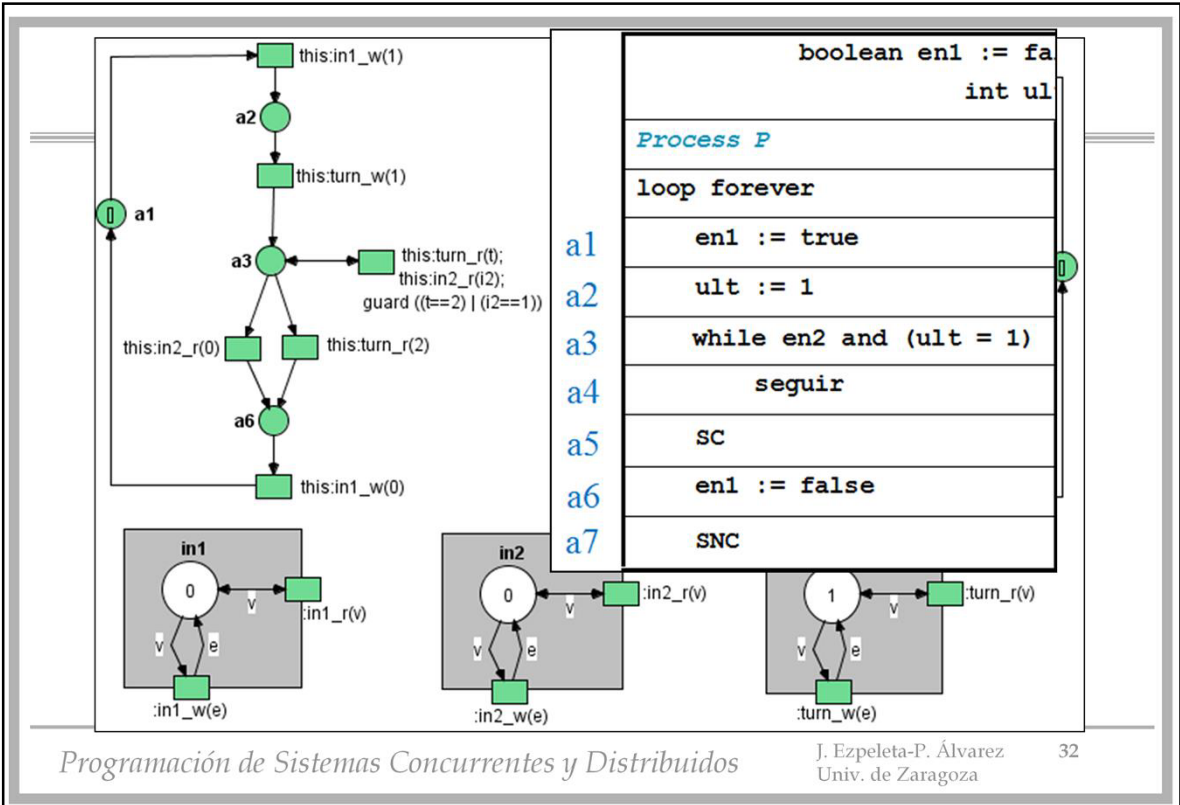 this:in1_w(1)
a2
this:turn_w(1)
a1
a3
this:turn_r(t);
this:in2_r(i2);
guard ((t==2) | (i2==1))
this:in2_r(0)
this:turn_r(2)
a6
this:in1_w(0)
boolean en1 := fa
int ul
Process P
loop forever
a1 en1 := true
a2 ult := 1
a3 while en2 and (ult = 1)
a4 seguir
a5 SC
a6 en1 := false
a7 SNC
in1
0
v
:in1_r(v)
v e
:in1_w(e)
in2
0
v
:in2_r(v)
v e
:in2_w(e)
1
v
:turn_r(v)
v e
:turn_w(e)
Programación de Sistemas Concurrentes y Distribuidos
J. Ezpeleta-P. Álvarez 32
Univ. de Zaragoza